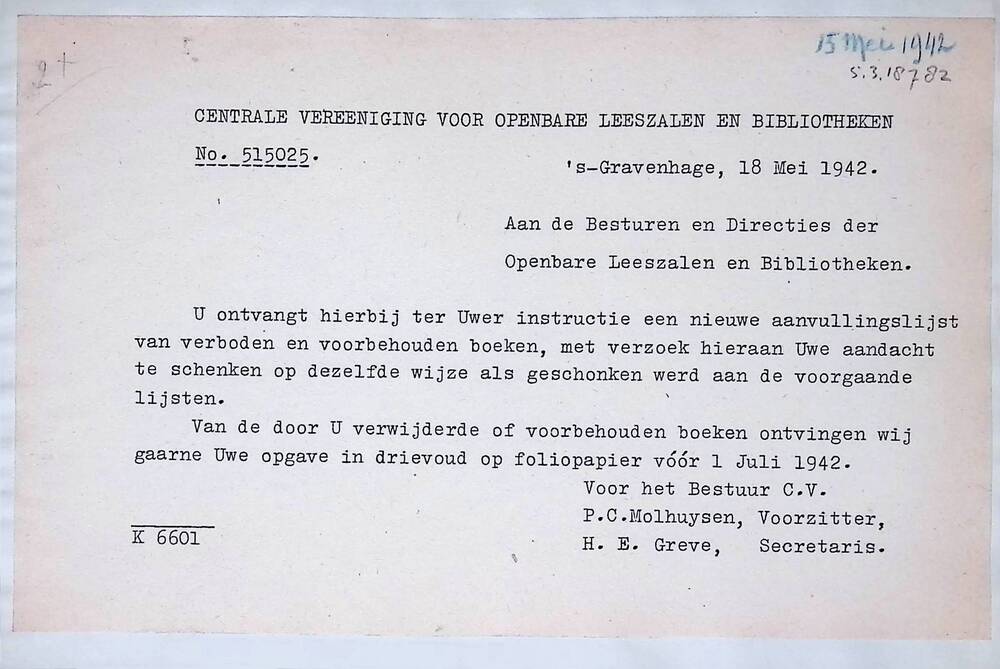 15 Mei 1942
S.3.18782
2+
CENTRALE VEREENIGING VOOR OPENBARE LEESZALEN EN BIBLIOTHEKEN
No. 515025.
's-Gravenhage, 18 Mei 1942.
Aan de Besturen en Directies der
Openbare Leeszalen en Bibliotheken.
U ontvangt hierbij ter Uwer instructie een nieuwe aanvullingslijst
van verboden en voorbehouden boeken, met verzoek hieraan Uwe aandacht
te schenken op dezelfde wijze als geschonken werd aan de voorgaande
lijsten.
Van de door U verwijderde of voorbehouden boeken ontvingen wij
gaarne Uwe opgave in drievoud op foliopapier vóór 1 Juli 1942.
Voor het Bestuur C.V.
P.C.Molhuysen, Voorzitter,
H. E. Greve, Secretaris.
K 6601